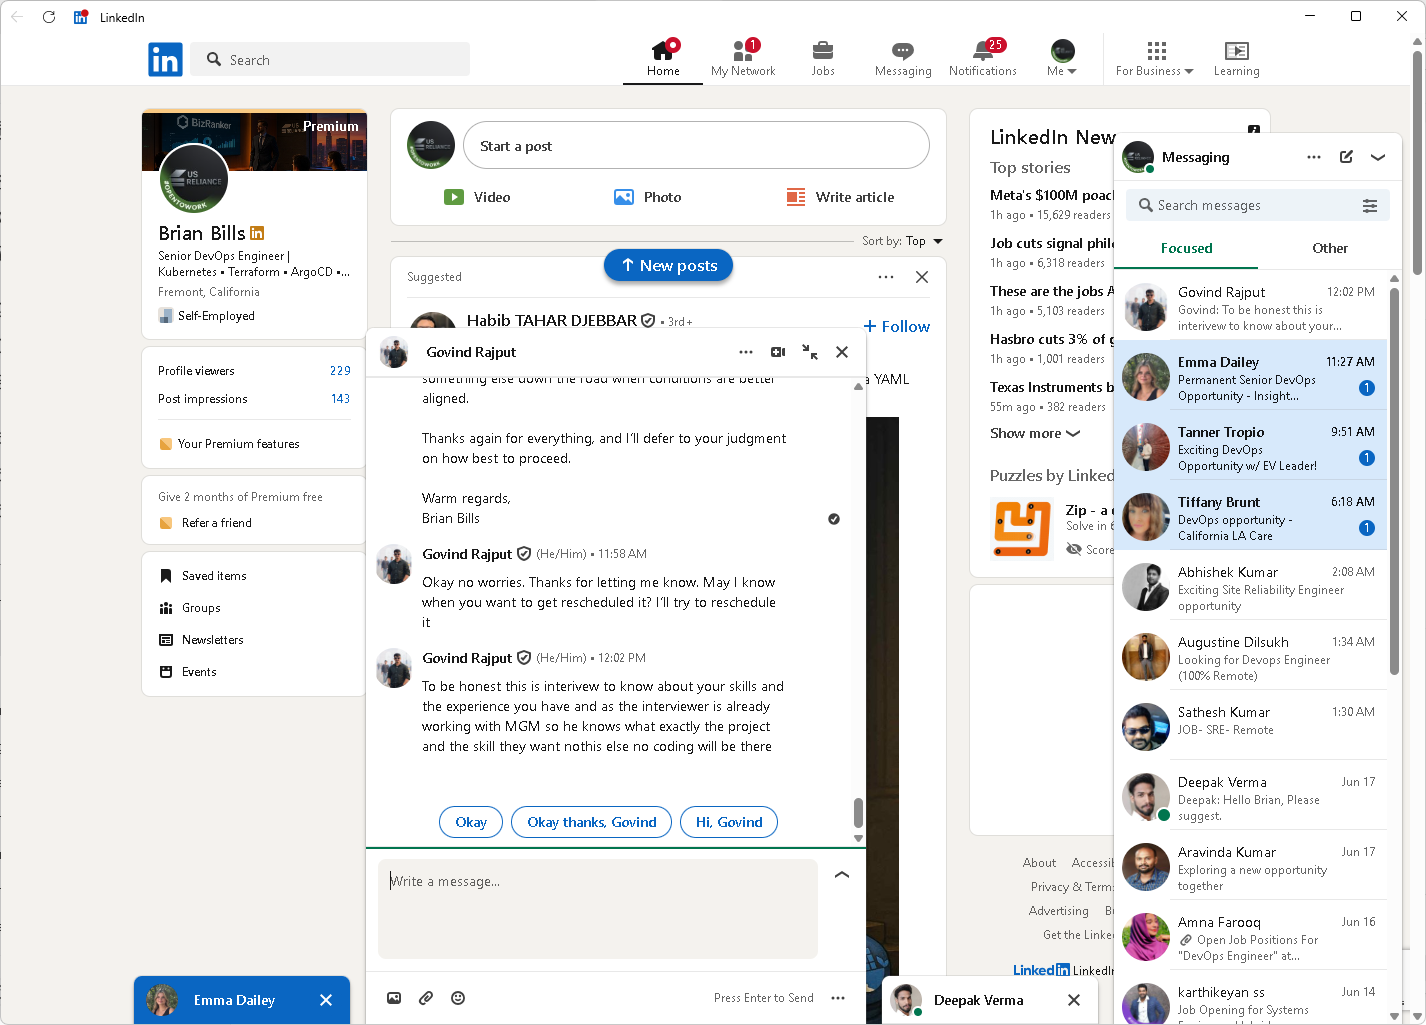 LinkedIn
in
Search
Home
1
My Network
Jobs
Messaging
25
Notifications
Me
For Business
Learning
BizRanker
Premium
US
RELIANCE
#OPENTOWORK
Brian Bills
Senior DevOps Engineer |
Kubernetes • Terraform • ArgoCD •...
Fremont, California
Self-Employed
Profile viewers
229
Post impressions
143
Your Premium features
Give 2 months of Premium free
Refer a friend
Saved items
Groups
Newsletters
Events
Start a post
Video
Photo
Write article
Sort by: Top
New posts
Suggested
Habib TAHAR DJEBBAR • 3rd+
+ Follow
a YAML
Govind Rajput
something else down the road when conditions are better
aligned.
Thanks again for everything, and I'll defer to your judgment
on how best to proceed.
Warm regards,
Brian Bills
Govind Rajput (He/Him) • 11:58 AM
Okay no worries. Thanks for letting me know. May I know
when you want to get rescheduled it? I'll try to reschedule
it
Govind Rajput (He/Him) • 12:02 PM
To be honest this is interivew to know about your skills and
the experience you have and as the interviewer is already
working with MGM so he knows what exactly the project
and the skill they want nothis else no coding will be there
Okay
Okay thanks, Govind
Hi, Govind
Write a message...
Press Enter to Send
Emma Dailey
Deepak Verma
LinkedIn New
Top stories
Meta's $100M poach
1h ago • 15,629 readers
Job cuts signal philo
1h ago • 6,318 readers
These are the jobs A
1h ago • 5,103 readers
Hasbro cuts 3% of g
1h ago • 1,001 readers
Texas Instruments b
55m ago • 382 readers
Show more
Puzzles by Linked
Zip - a
Solve in 6
Score
About Accessib
Privacy & Term
Advertising Bu
Get the Linke
LinkedIn LinkedIn
Messaging
Search messages
Focused
Other
Govind Rajput 12:02 PM
Govind: To be honest this is
interivew to know about your...
Emma Dailey 11:27 AM
Permanent Senior DevOps
Opportunity - Insight...
1
Tanner Tropio 9:51 AM
Exciting DevOps
Opportunity w/ EV Leader!
1
Tiffany Brunt 6:18 AM
DevOps opportunity -
California LA Care
1
Abhishek Kumar 2:08 AM
Exciting Site Reliability Engineer
opportunity
Augustine Dilsukh 1:34 AM
Looking for Devops Engineer
(100% Remote)
Sathesh Kumar 1:30 AM
JOB- SRE- Remote
Deepak Verma Jun 17
Deepak: Hello Brian, Please
suggest.
Aravinda Kumar Jun 17
Exploring a new opportunity
together
Amna Farooq Jun 16
Open Job Positions For
"DevOps Engineer" at...
karthikeyan ss Jun 14
Job Opening for Systems